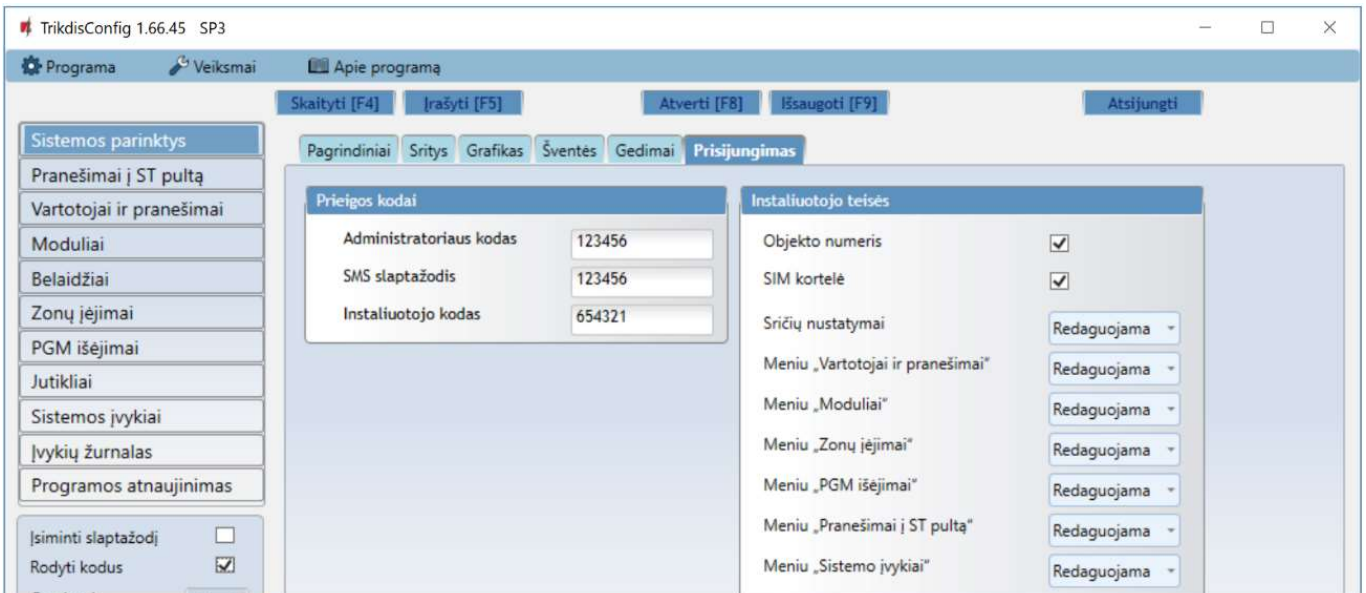 TrikdisConfig 1.66.45 SP3
Programa Veiksmai Apie programą
Skaityti [F4] Įrašyti [F5] Atverti [F8] Išsaugoti [F9] Atsijungti
Sistemos parinktys
Pranešimai į ST pultą
Vartotojai ir pranešimai
Moduliai
Belaidžiai
Zonų įėjimai
PGM išėjimai
Jutikliai
Sistemos įvykiai
Įvykių žurnalas
Programos atnaujinimas
Įsiminti slaptažodį
Rodyti kodus
Pagrindiniai Sritys Grafikas Šventės Gedimai Prisijungimas
Prieigos kodai
Administratoriaus kodas 123456
SMS slaptažodis 123456
Instaliuotojo kodas 654321
Instaliuotojo teisės
Objekto numeris
SIM kortelė
Sričių nustatymai Redaguojama
Meniu „Vartotojai ir pranešimai“ Redaguojama
Meniu „Moduliai“ Redaguojama
Meniu „Zonų įėjimai“ Redaguojama
Meniu „PGM išėjimai“ Redaguojama
Meniu „Pranešimai į ST pultą“ Redaguojama
Meniu „Sistemo įvykiai“ Redaguojama